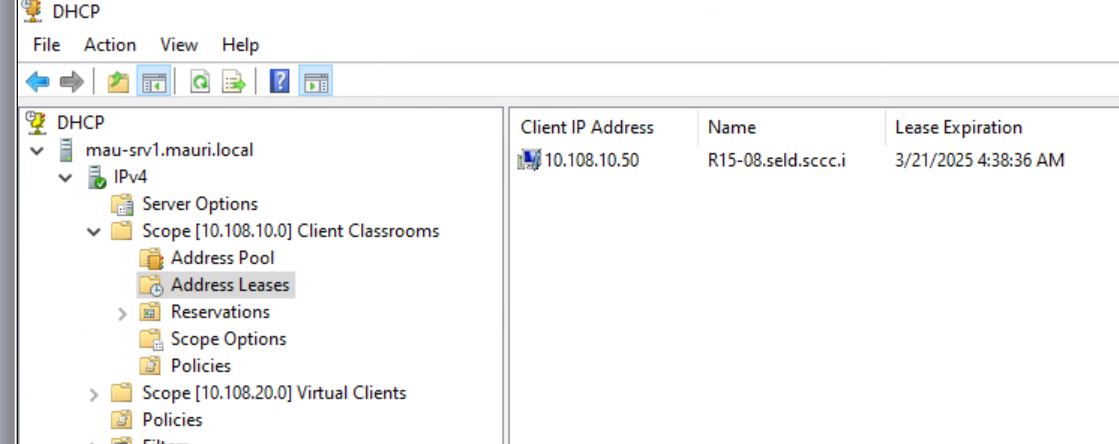 DHCP
File Action View Help
DHCP
mau-srv1.mauri.local
IPv4
Server Options
Scope [10.108.10.0] Client Classrooms
Address Pool
Address Leases
Reservations
Scope Options
Policies
Scope [10.108.20.0] Virtual Clients
Policies
Filters
Client IP Address Name Lease Expiration
10.108.10.50 R15-08.seld.sccc.i 3/21/2025 4:38:36 AM